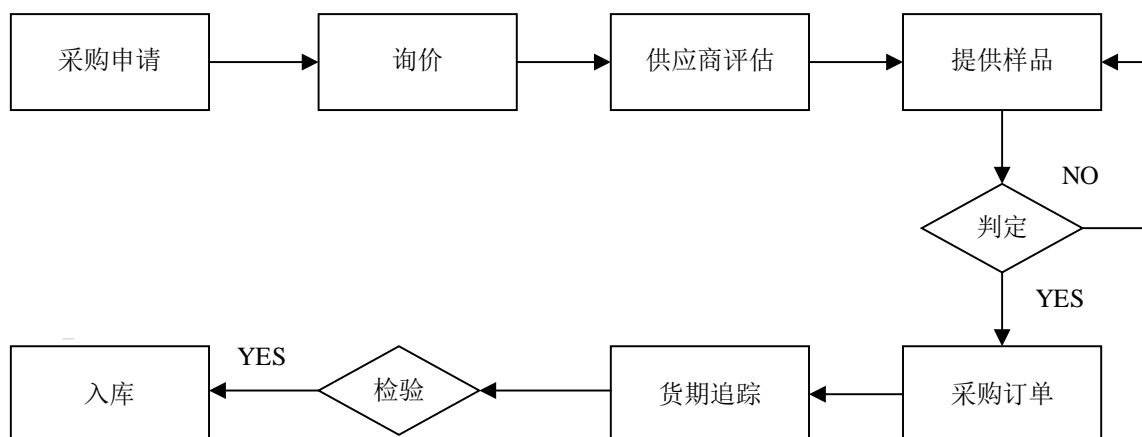 采购申请
询价
供应商评估
提供样品
NO
判定
YES
YES
入库
检验
货期追踪
采购订单